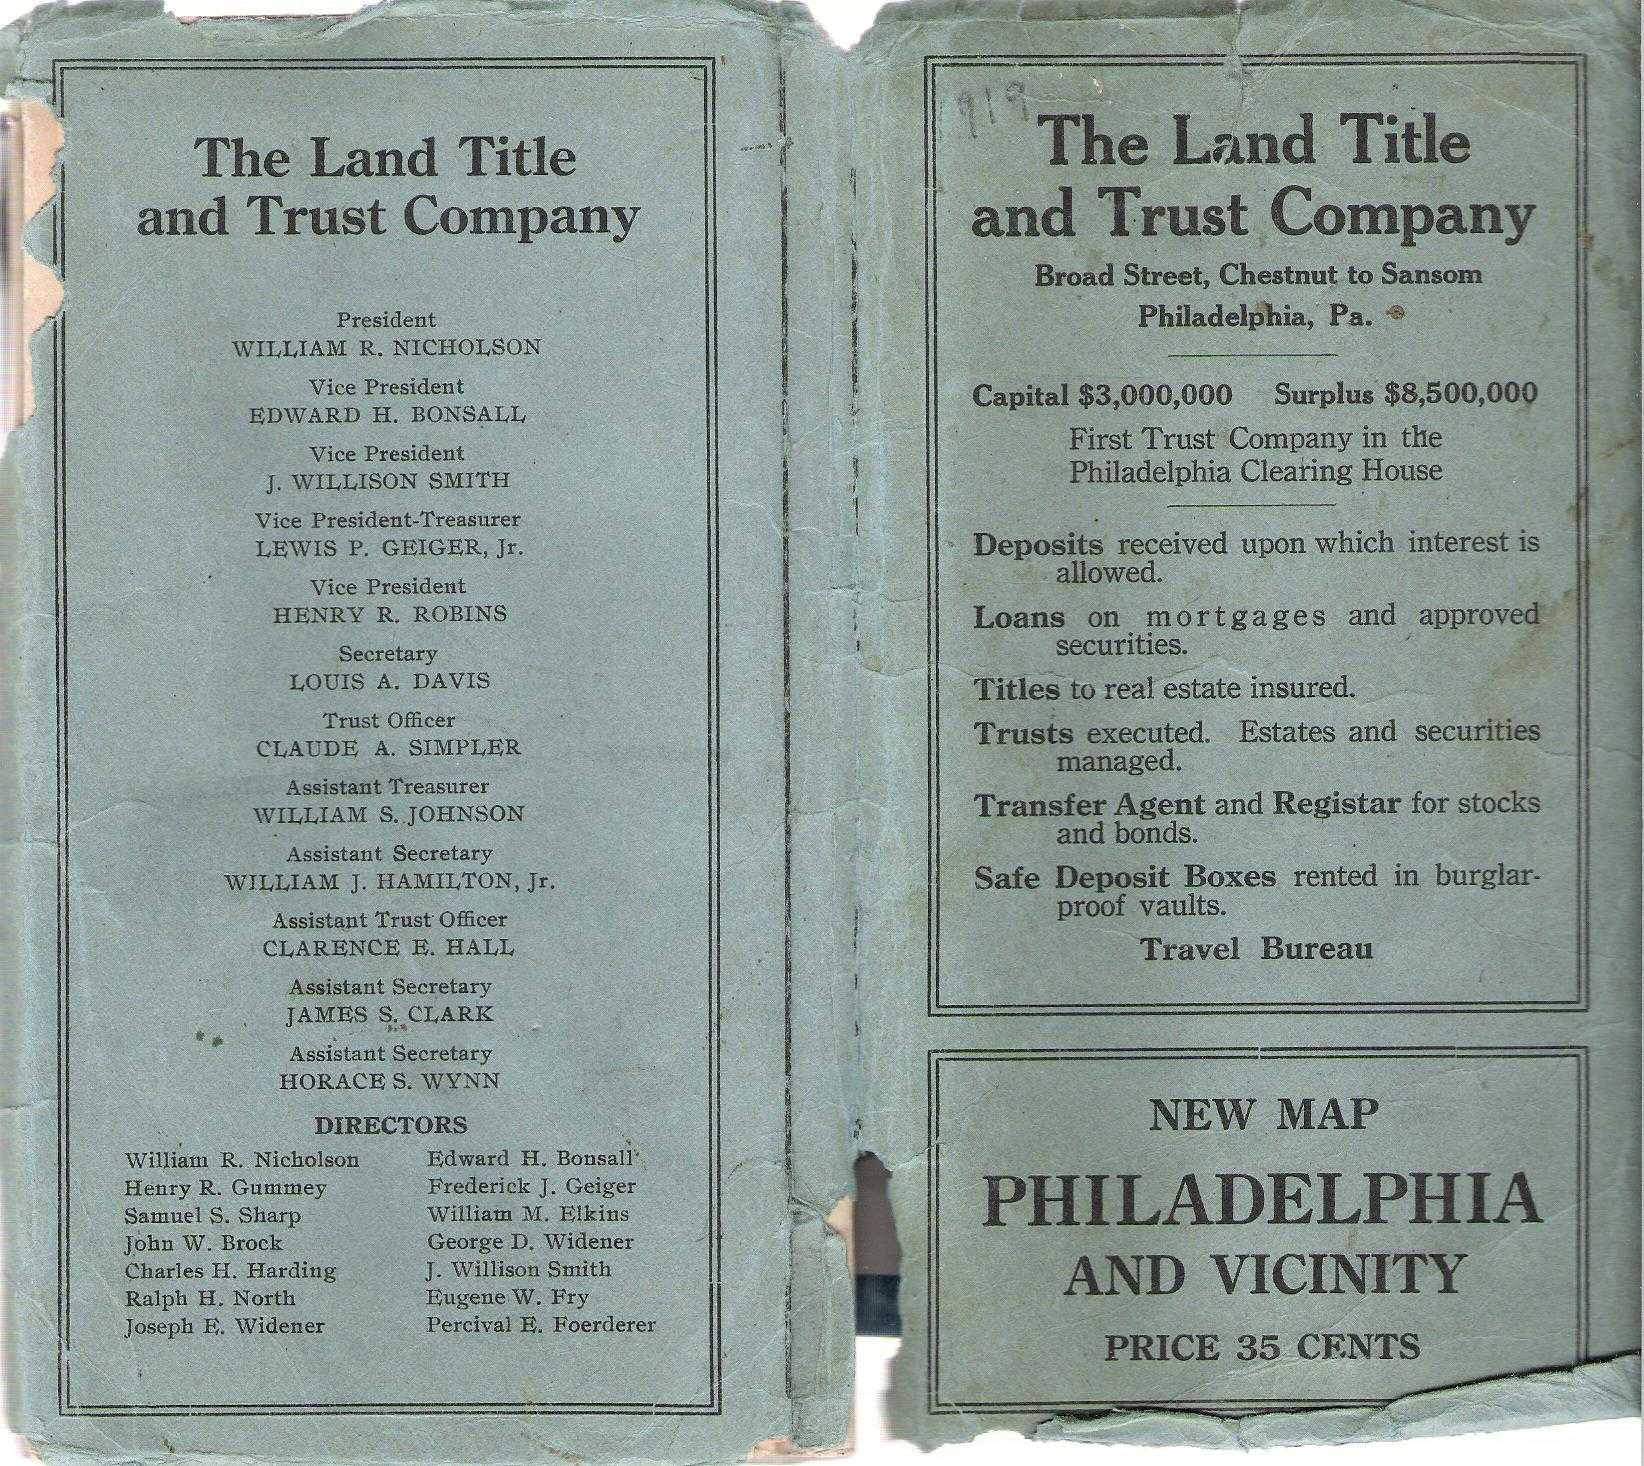 The Land Title
and Trust Company
President
WILLIAM R. NICHOLSON
Vice President
EDWARD H. BONSALL
Vice President
J. WILLISON SMITH
Vice President-Treasurer
LEWIS P. GEIGER, Jr.
Vice President
HENRY R. ROBINS
Secretary
LOUIS A. DAVIS
Trust Officer
CLAUDE A. SIMPLER
Assistant Treasurer
WILLIAM S. JOHNSON
Assistant Secretary
WILLIAM J. HAMILTON, Jr.
Assistant Trust Officer
CLARENCE E. HALL
Assistant Secretary
JAMES S. CLARK
Assistant Secretary
HORACE S. WYNN
DIRECTORS
William R. Nicholson
Henry R. Gummey
Samuel S. Sharp
John W. Brock
Charles H. Harding
Ralph H. North
Joseph E. Widener
Edward H. Bonsall
Frederick J. Geiger
William M. Elkins
George D. Widener
J. Willison Smith
Eugene W. Fry
Percival E. Foerderer
919
The Land Title
and Trust Company
Broad Street, Chestnut to Sansom
Philadelphia, Pa.
Capital $3,000,000 Surplus $8,500,000
First Trust Company in the
Philadelphia Clearing House
Deposits received upon which interest is
allowed.
Loans on mortgages and approved
securities.
Titles to real estate insured.
Trusts executed. Estates and securities
managed.
Transfer Agent and Registar for stocks
and bonds.
Safe Deposit Boxes rented in burglar-
proof vaults.
Travel Bureau
NEW MAP
PHILADELPHIA
AND VICINITY
PRICE 35 CENTS